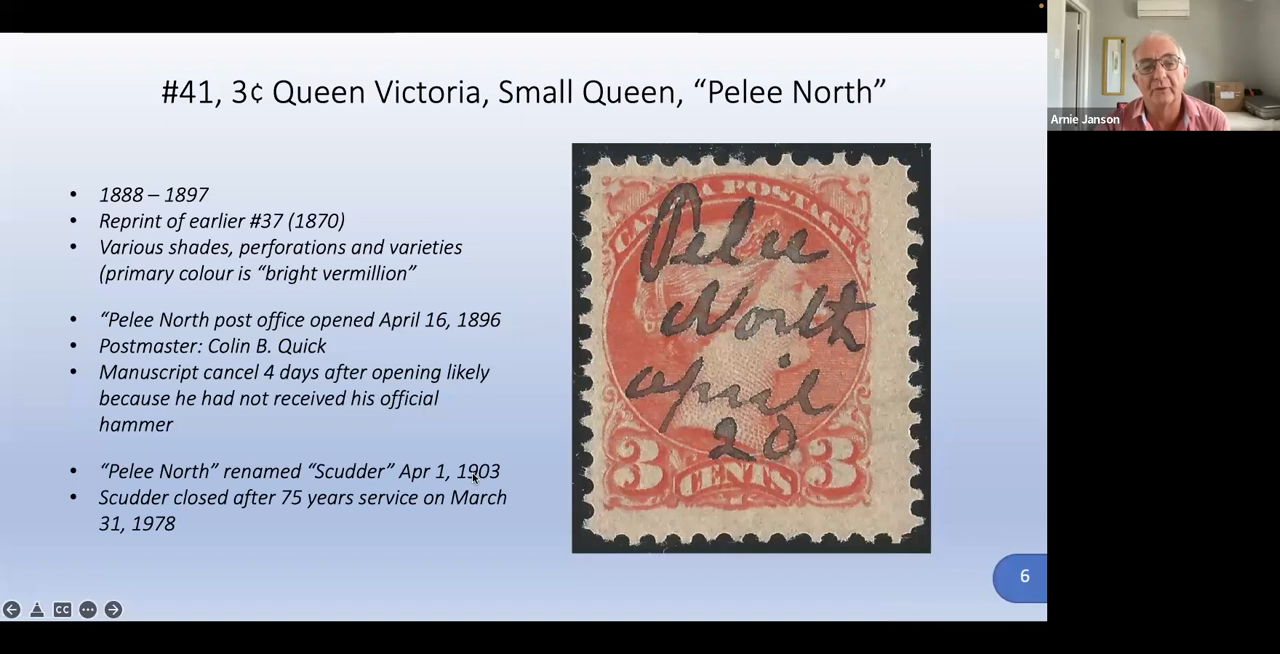 #41, 3¢ Queen Victoria, Small Queen, “Pelee North”
• 1888 – 1897
• Reprint of earlier #37 (1870)
• Various shades, perforations and varieties
(primary colour is “bright vermillion”
• “Pelee North post office opened April 16, 1896
• Postmaster: Colin B. Quick
• Manuscript cancel 4 days after opening likely
because he had not received his official
hammer
• “Pelee North” renamed “Scudder” Apr 1, 1903
• Scudder closed after 75 years service on March
31, 1978
CANADA POSTAGE
Pelee
North
april
20
3 CENTS 3
6
CC
Arnie Janson